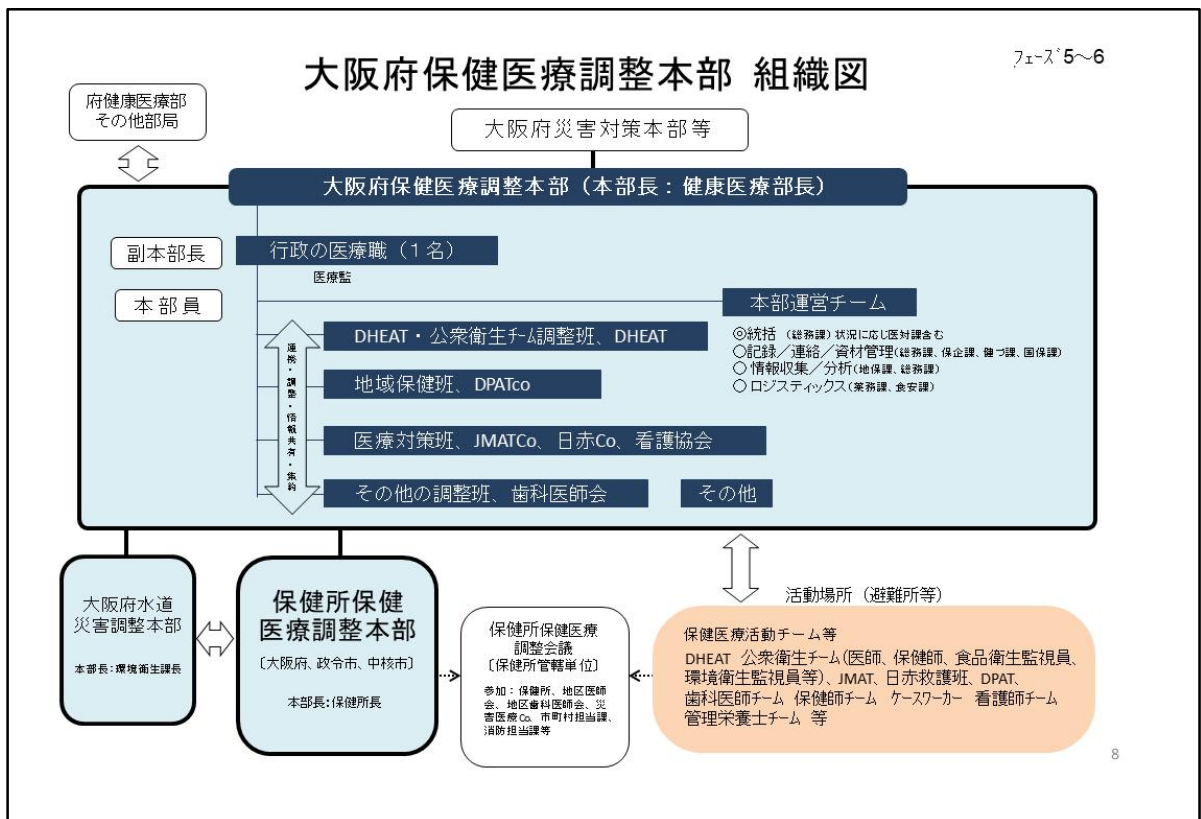 大阪府保健医療調整本部 組織図
フェーズ 5～6
府健康医療部
その他部局
大阪府災害対策本部等
大阪府保健医療調整本部（本部長：健康医療部長）
副本部長
行政の医療職（1名）
医療監
本部員
本部運営チーム
◎統括 （総務課）状況に応じ医対課含む
○記録／連絡／資材管理(総務課、保企課、健づ課、国保課)
○情報収集／分析(地保課、総務課)
○ロジスティックス(業務課、食安課)
連携・調整・情報共有・集約
DHEAT・公衆衛生チーム調整班、DHEAT
地域保健班、DPATco
医療対策班、JMATCo、日赤Co、看護協会
その他の調整班、歯科医師会
その他
大阪府水道
災害調整本部
本部長：環境衛生課長
保健所保健
医療調整本部
〔大阪府、政令市、中核市〕
本部長：保健所長
保健所保健医療
調整会議
〔保健所管轄単位〕
参加：保健所、地区医師
会、地区歯科医師会、災
害医療Co、市町村担当課、
消防担当課等
活動場所（避難所等）
保健医療活動チーム等
DHEAT 公衆衛生チーム(医師、保健師、食品衛生監視員、
環境衛生監視員等)、JMAT、日赤救護班、DPAT、
歯科医師チーム 保健師チーム ケースワーカー 看護師チーム
管理栄養士チーム 等
8